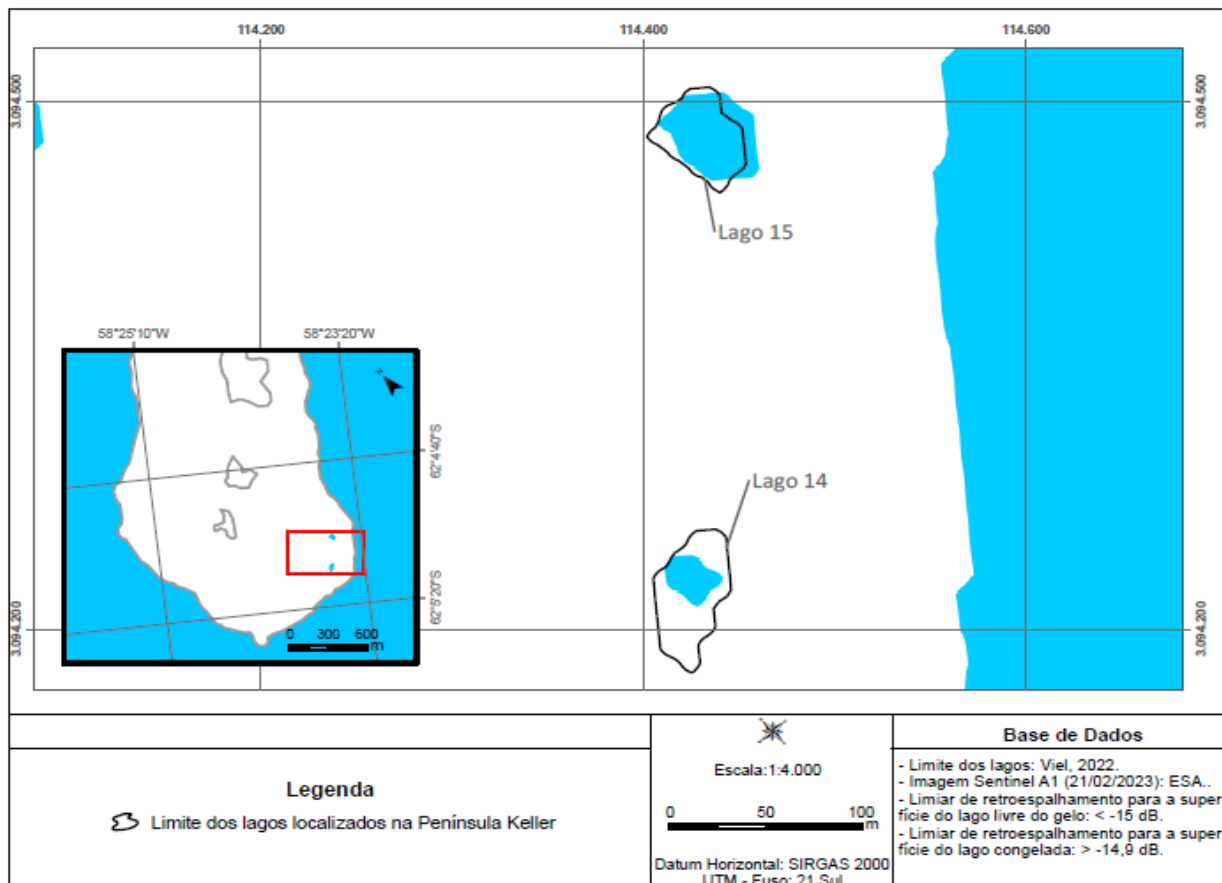 114.200 114.400 114.600
3.094.500 3.094.500
Lago 15
58°25'10"W 58°23'20"W
62°4'40"S
Lago 14
62°5'20"S
3.094.200 3.094.200
0 300 600
m
Legenda
Limite dos lagos localizados na Península Keller
Escala:1:4.000
0 50 100
m
Datum Horizontal: SIRGAS 2000
UTM - Fuso: 21 Sul
Base de Dados
- Limite dos lagos: Viel, 2022.
- Imagem Sentinel A1 (21/02/2023): ESA..
- Limiar de retroespalhamento para a super
fície do lago livre do gelo: < -15 dB.
- Limiar de retroespalhamento para a super
fície do lago congelada: > -14,9 dB.